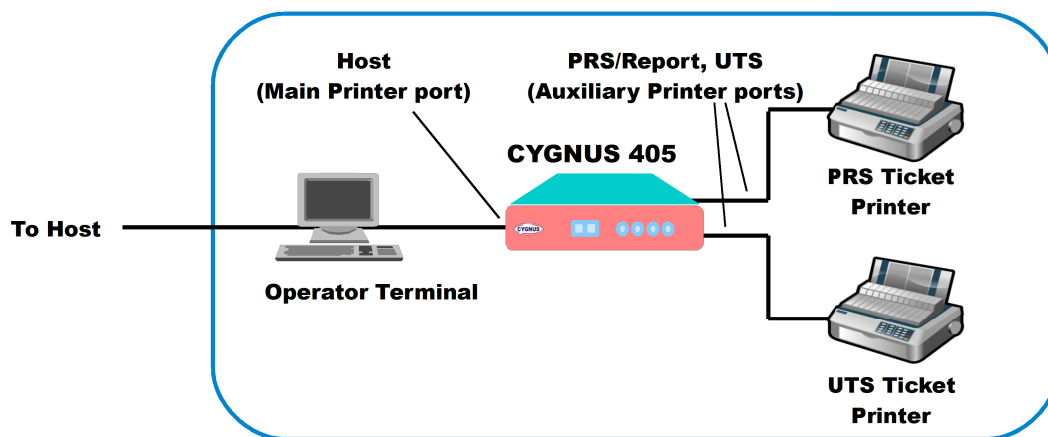 Host
(Main Printer port)
PRS/Report, UTS
(Auxiliary Printer ports)
CYGNUS 405
PRS Ticket
Printer
To Host
CYGNUS
Operator Terminal
UTS Ticket
Printer